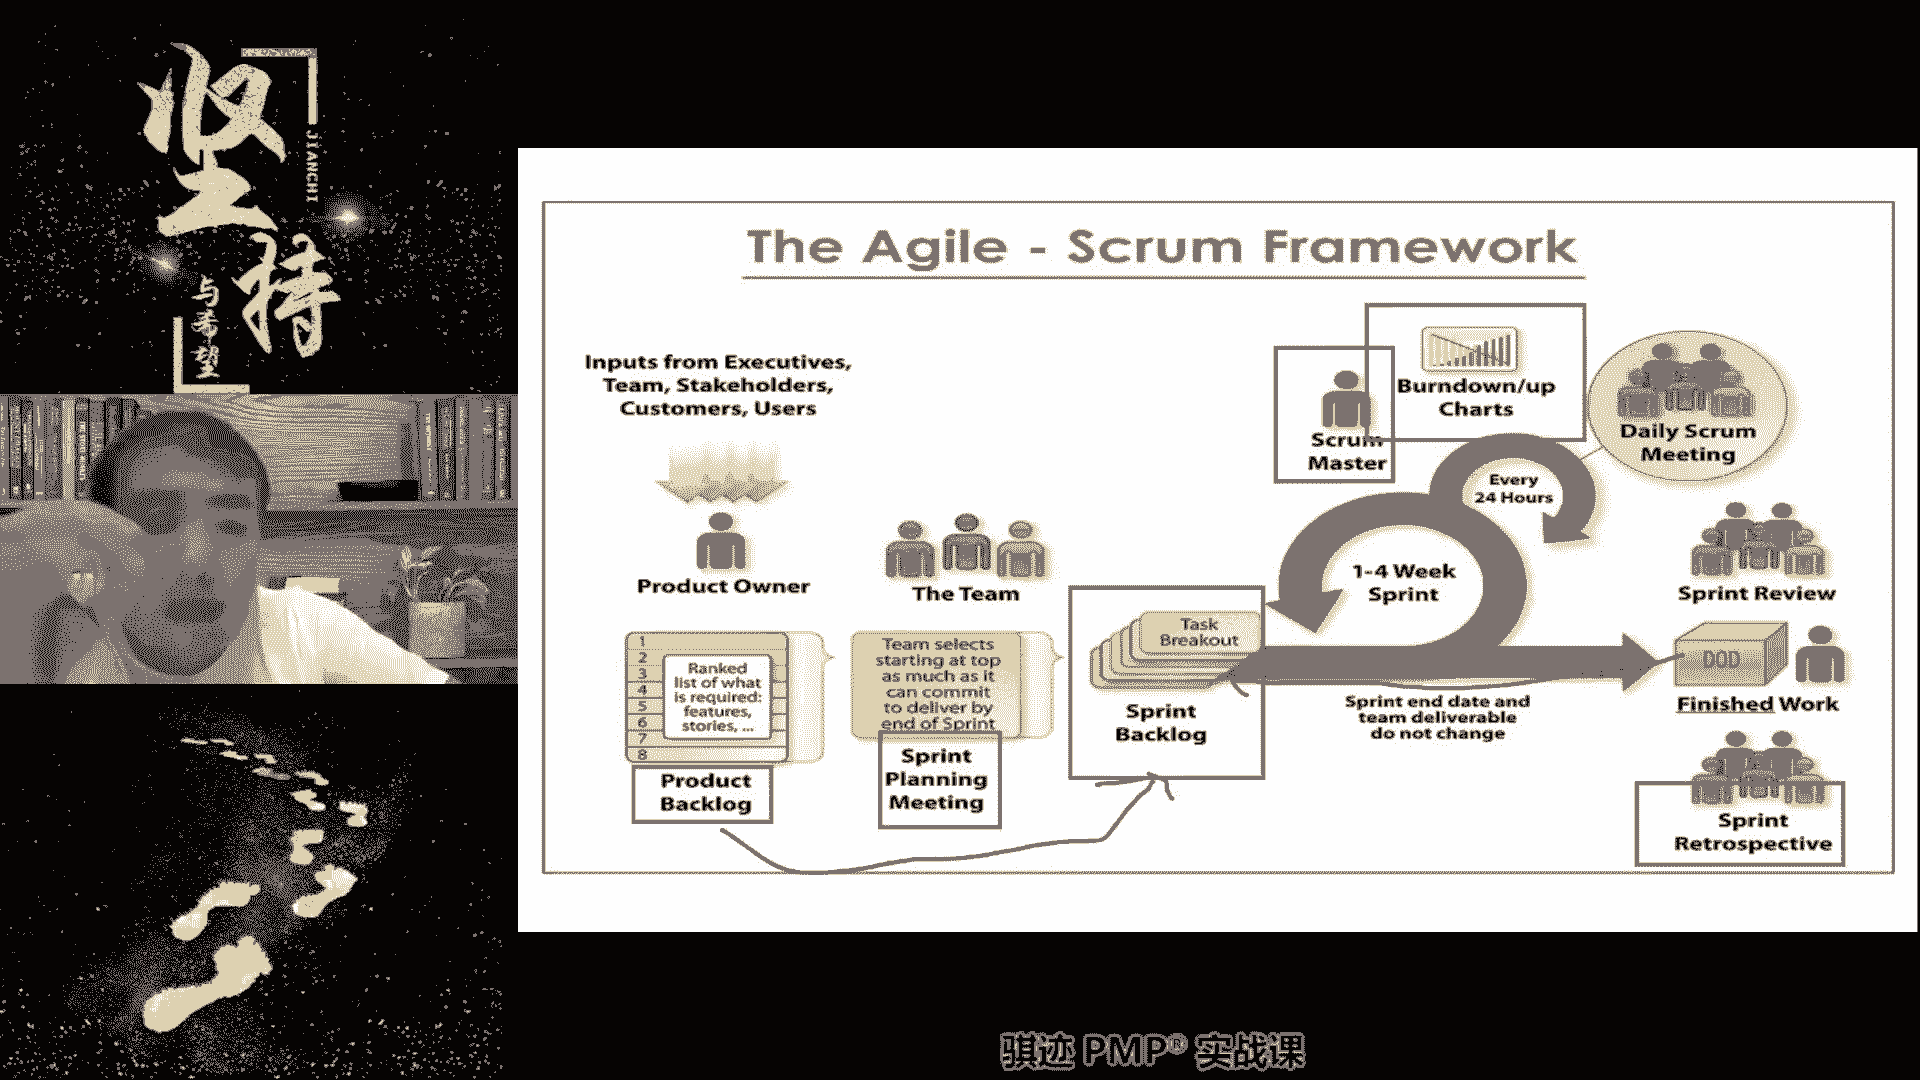 坚持
JIANCHI
与希望
The Agile - Scrum Framework
Inputs from Executives,
Team, Stakeholders,
Customers, Users
Product Owner
The Team
1
2
3
4
5
6
7
8
Ranked
list of what
is required:
features,
stories, ...
Product
Backlog
Team selects
starting at top
as much as it
can commit
to deliver by
end of Sprint
Sprint
Planning
Meeting
Task
Breakout
Sprint
Backlog
Scrum
Master
Burndown/up
Charts
Every
24 Hours
1-4 Week
Sprint
Daily Scrum
Meeting
Sprint end date and
team deliverable
do not change
Sprint Review
DOD
Finished Work
Sprint
Retrospective
骐迹 PMP® 实战课